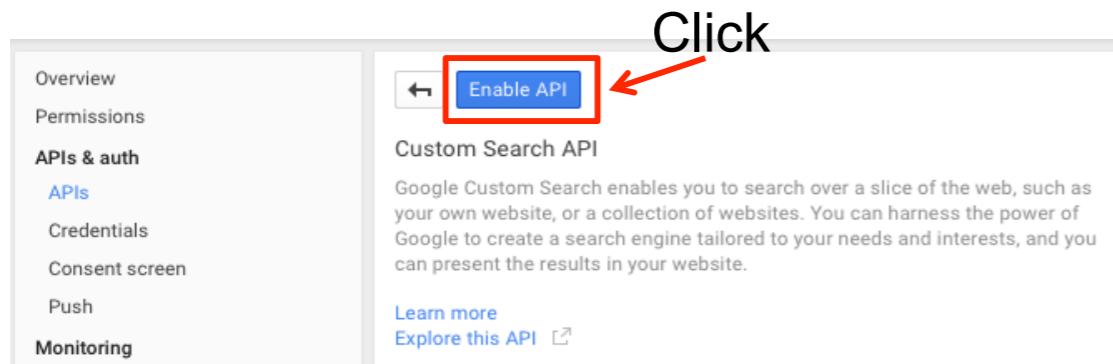 Click
Overview
Permissions
APIs & auth
APIs
Credentials
Consent screen
Push
Monitoring
Enable API
Custom Search API
Google Custom Search enables you to search over a slice of the web, such as
your own website, or a collection of websites. You can harness the power of
Google to create a search engine tailored to your needs and interests, and you
can present the results in your website.
Learn more
Explore this API